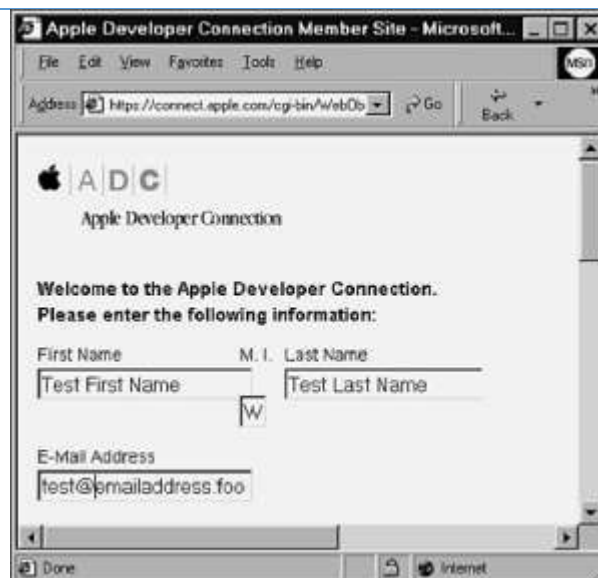 Apple Developer Connection Member Site - Microsoft...
File Edit View Favorites Tools Help
MSN
Address https://connect.apple.com/cgi-bin/WebOb Go Back
ADC
Apple Developer Connection
Welcome to the Apple Developer Connection.
Please enter the following information:
First Name M. I. Last Name
Test First Name Test Last Name
W
E-Mail Address
test@emailaddress.foo
Done Internet